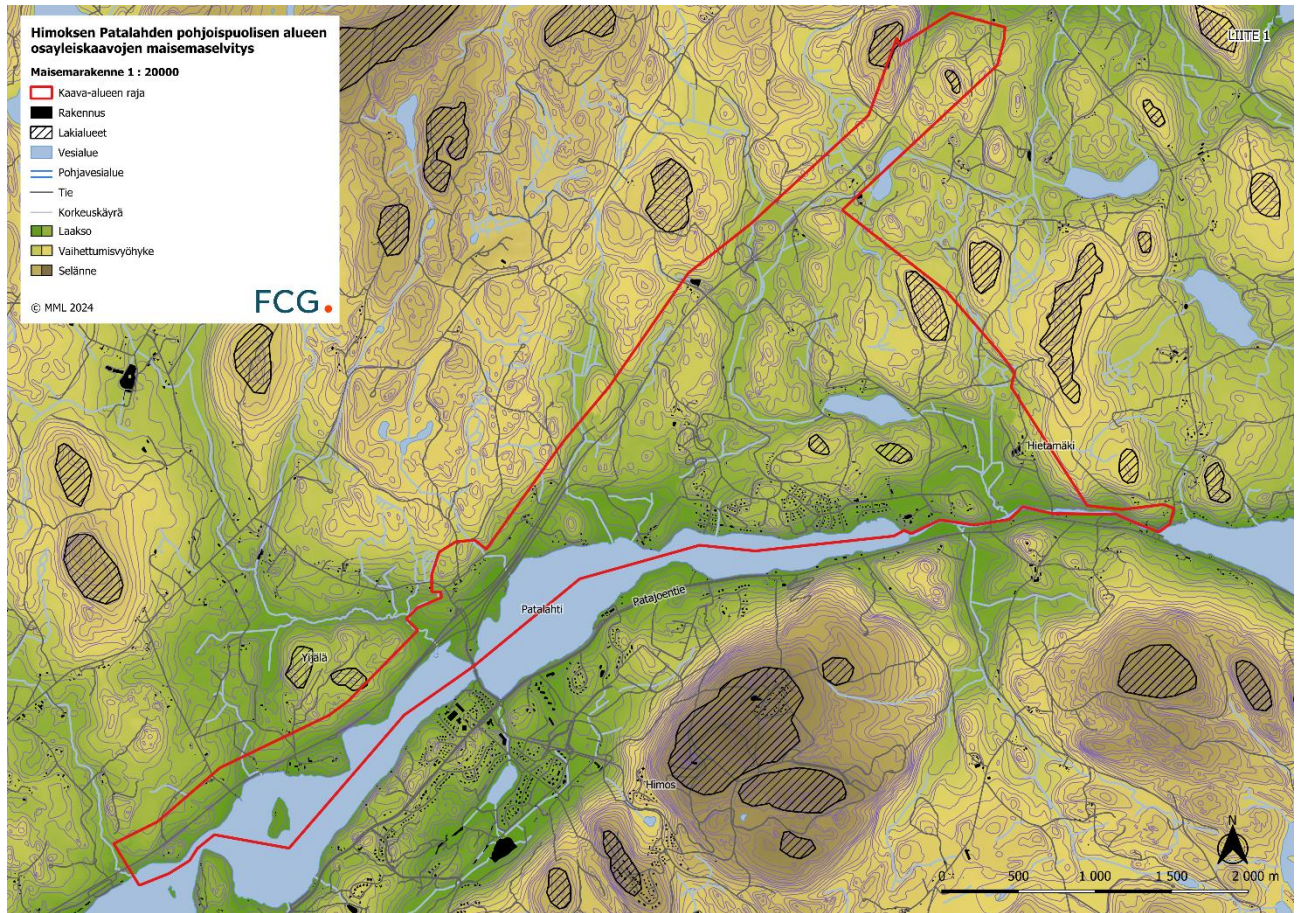 Himoksen Patalahden pohjoispuolisen alueen
osayleiskaavojen maisemaselvitys
Maisemarakenne 1 : 20000
Kaava-alueen raja
Rakennus
Lakialueet
Vesialue
Pohjavesialue
Tie
Korkeuskäyrä
Laakso
Vaihettumisvyöhyke
Selänne
© MML 2024
FCG.
LIITE 1
Hietamäki
Patalahti
Patajoentie
Yljälä
Himos
N
0 500 1 000 1 500 2 000 m